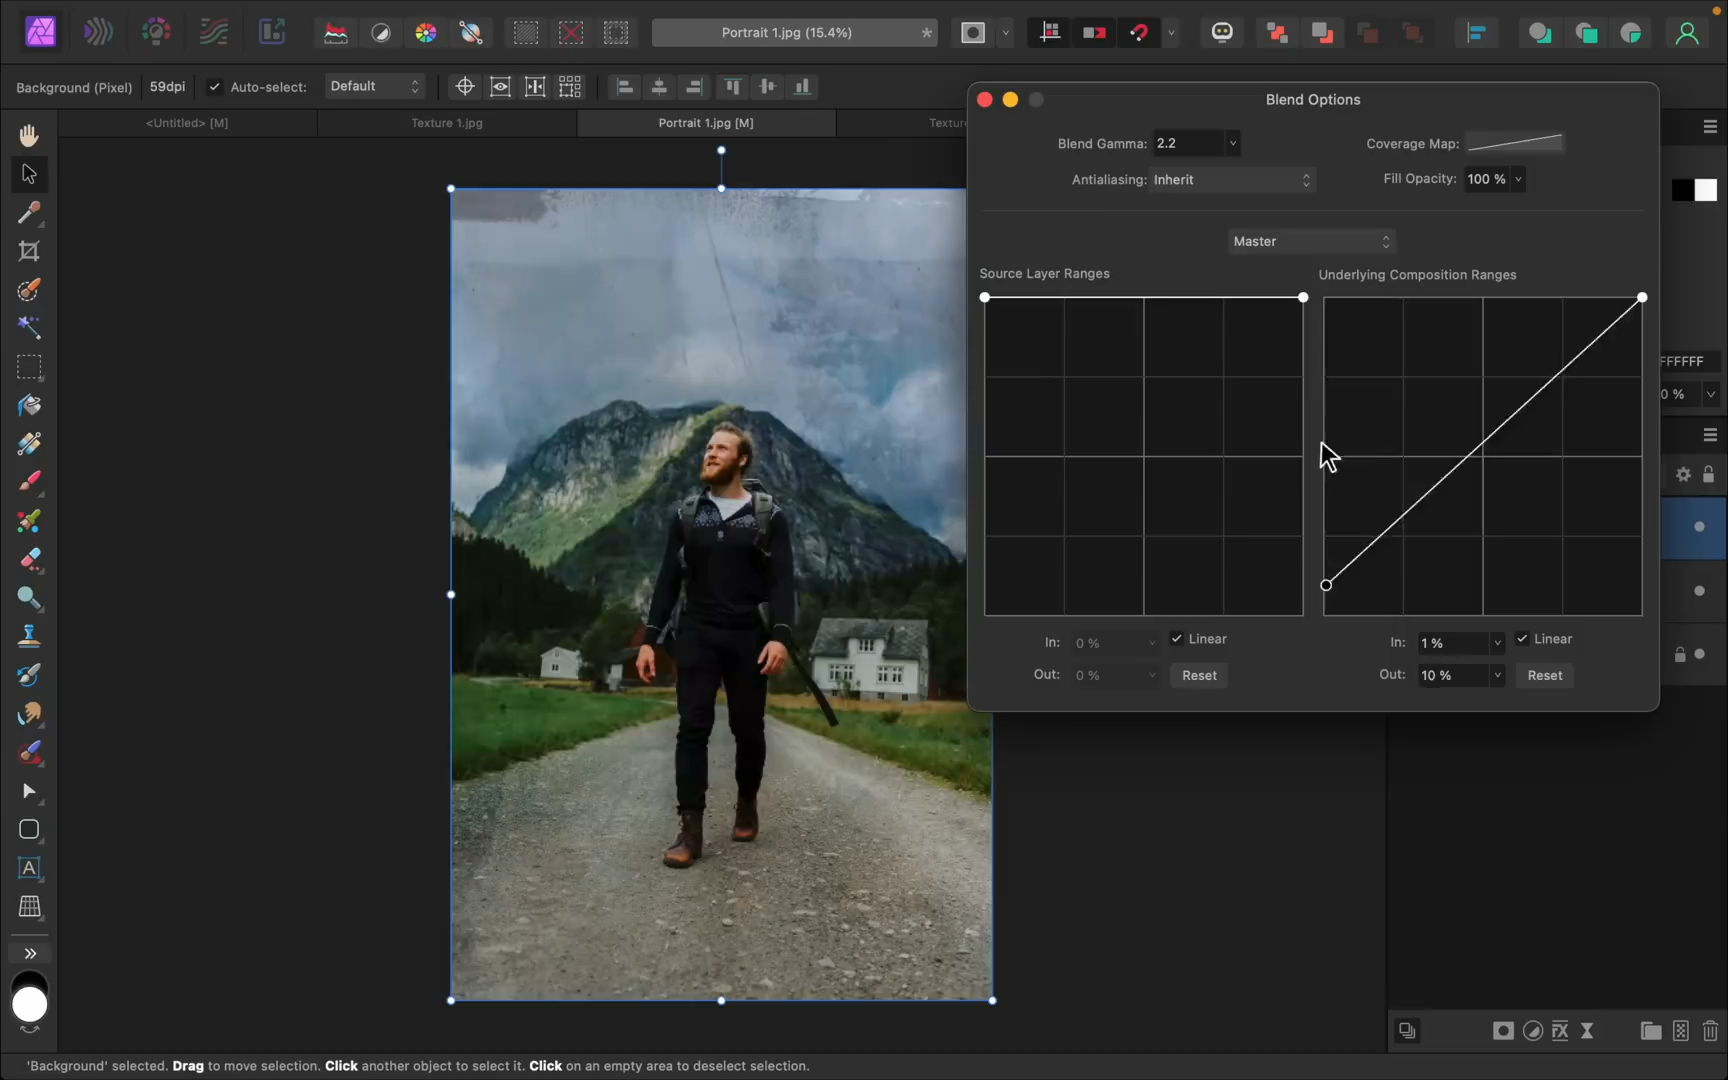 Portrait 1.jpg (15.4%)
*
Background (Pixel)
59dpi
Auto-select:
Default
<Untitled> [M]
Texture 1.jpg
Portrait 1.jpg [M]
Textur
Blend Options
Blend Gamma:
2.2
Coverage Map:
Antialiasing:
Inherit
Fill Opacity:
100 %
Master
Source Layer Ranges
Underlying Composition Ranges
FFFFFF
0 %
In:
0 %
Linear
In:
1 %
Linear
Out:
0 %
Reset
Out:
10 %
Reset
A
FX
'Background' selected. Drag to move selection. Click another object to select it. Click on an empty area to deselect selection.